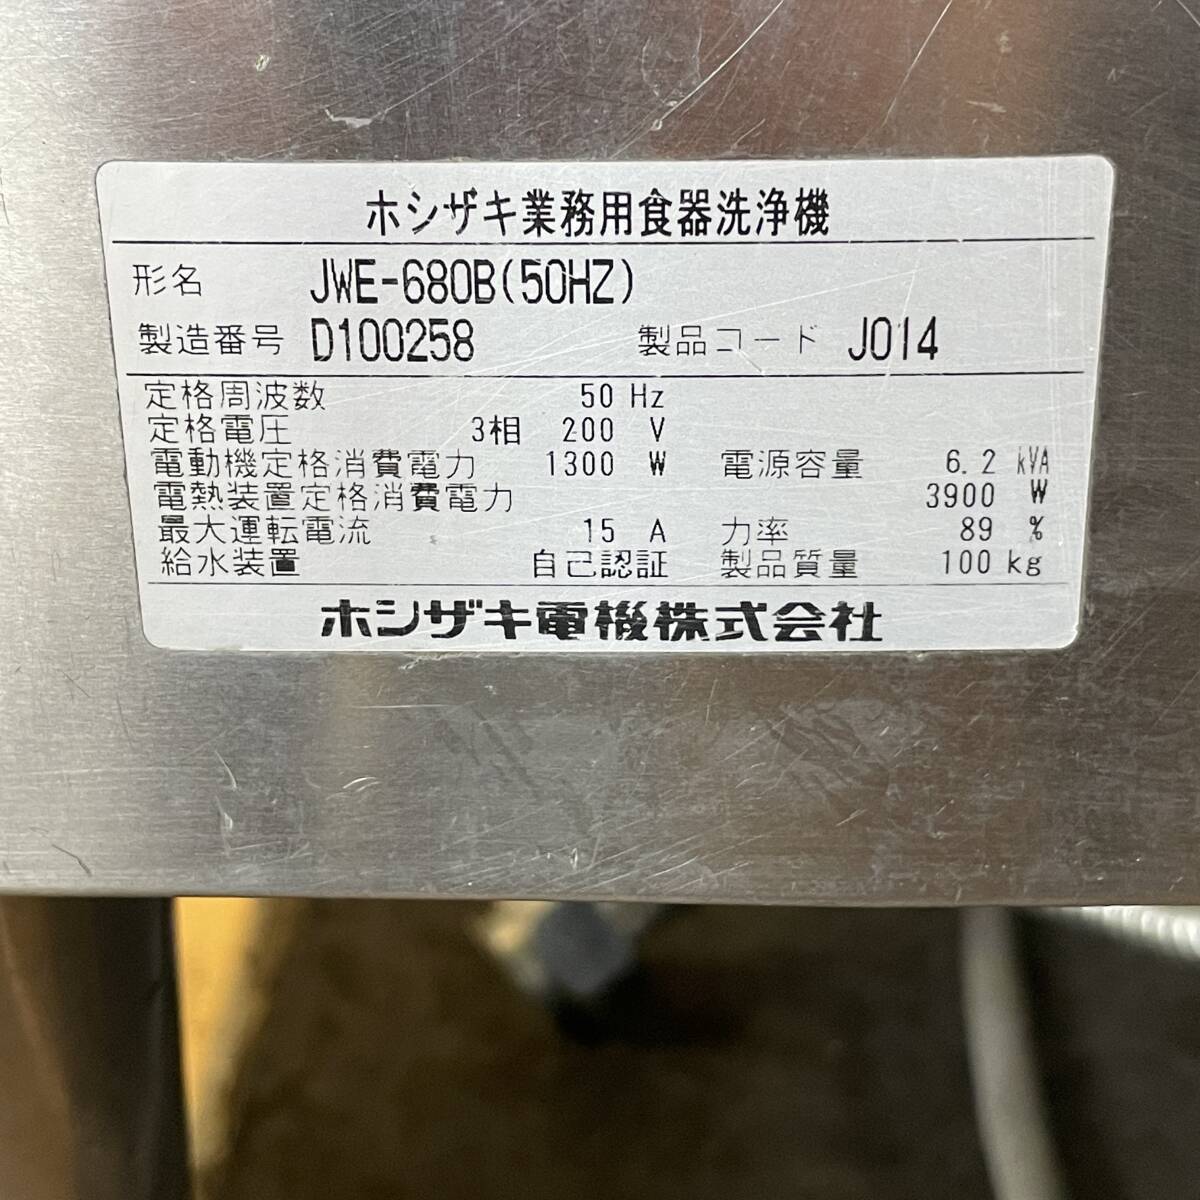 ホシザキ業務用食器洗浄機
形名 JWE-680B(50HZ)
製造番号 D100258 製品コード J014
定格周波数 50 Hz
定格電圧 3相 200 V
電動機定格消費電力 1300 W 電源容量 6.2 kVA
電熱装置定格消費電力 3900 W
最大運転電流 15 A 力率 89 %
給水装置 自己認証 製品質量 100 kg
ホシザキ電機株式会社